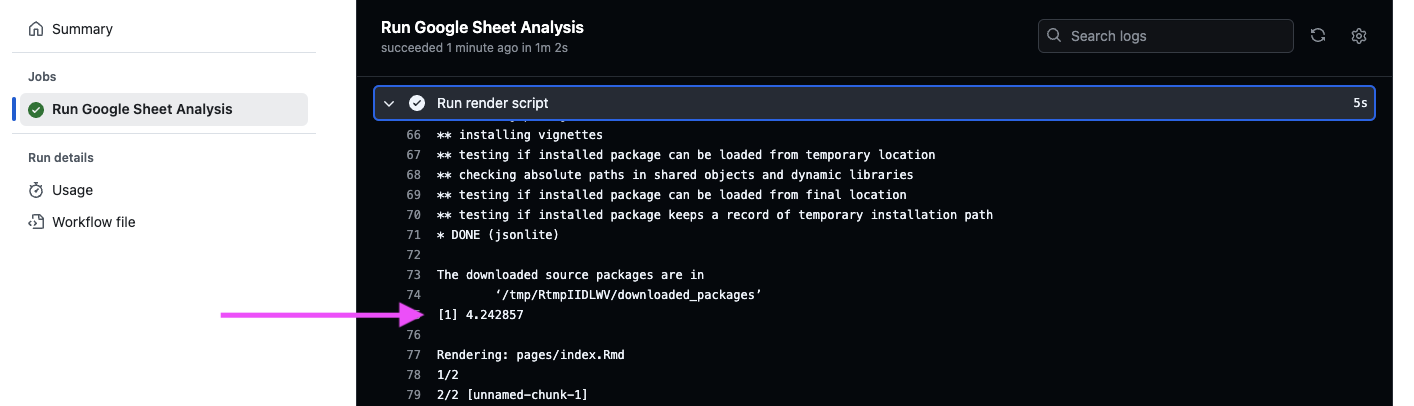 Summary
Jobs
Run Google Sheet Analysis
Run details
Usage
Workflow file
Run Google Sheet Analysis
succeeded 1 minute ago in 1m 2s
Search logs
Run render script 5s
66 ** installing vignettes
67 ** testing if installed package can be loaded from temporary location
68 ** checking absolute paths in shared objects and dynamic libraries
69 ** testing if installed package can be loaded from final location
70 ** testing if installed package keeps a record of temporary installation path
71 * DONE (jsonlite)
72
73 The downloaded source packages are in
74 ‘/tmp/RtmpIIDLWV/downloaded_packages’
[1] 4.242857
76
77 Rendering: pages/index.Rmd
78 1/2
79 2/2 [unnamed-chunk-1]